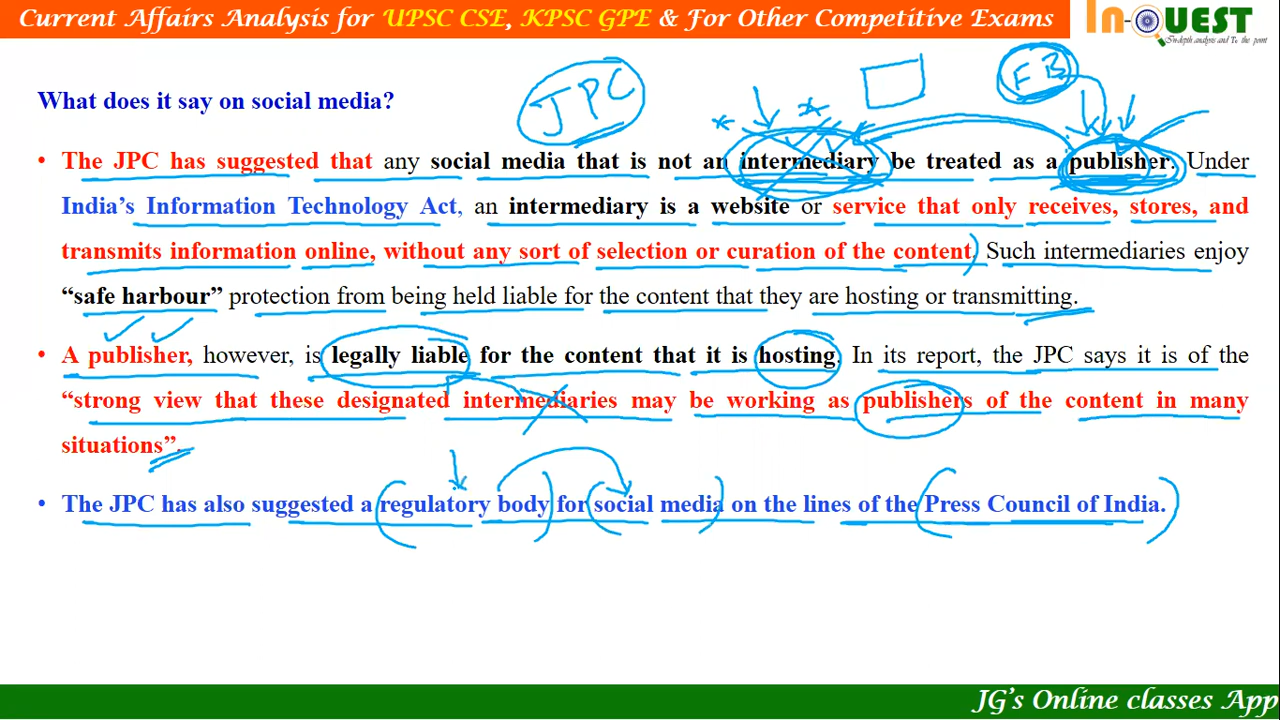 Current Affairs Analysis for UPSC CSE, KPSC GPE & For Other Competitive Exams
In-QUEST
In-depth analysis and To the point
JPC
FB
What does it say on social media?
• The JPC has suggested that any social media that is not an intermediary be treated as a publisher. Under
India's Information Technology Act, an intermediary is a website or service that only receives, stores, and
transmits information online, without any sort of selection or curation of the content. Such intermediaries enjoy
“safe harbour” protection from being held liable for the content that they are hosting or transmitting.
• A publisher, however, is legally liable for the content that it is hosting. In its report, the JPC says it is of the
“strong view that these designated intermediaries may be working as publishers of the content in many
situations”.
• The JPC has also suggested a regulatory body for social media on the lines of the Press Council of India.
JG's Online classes App